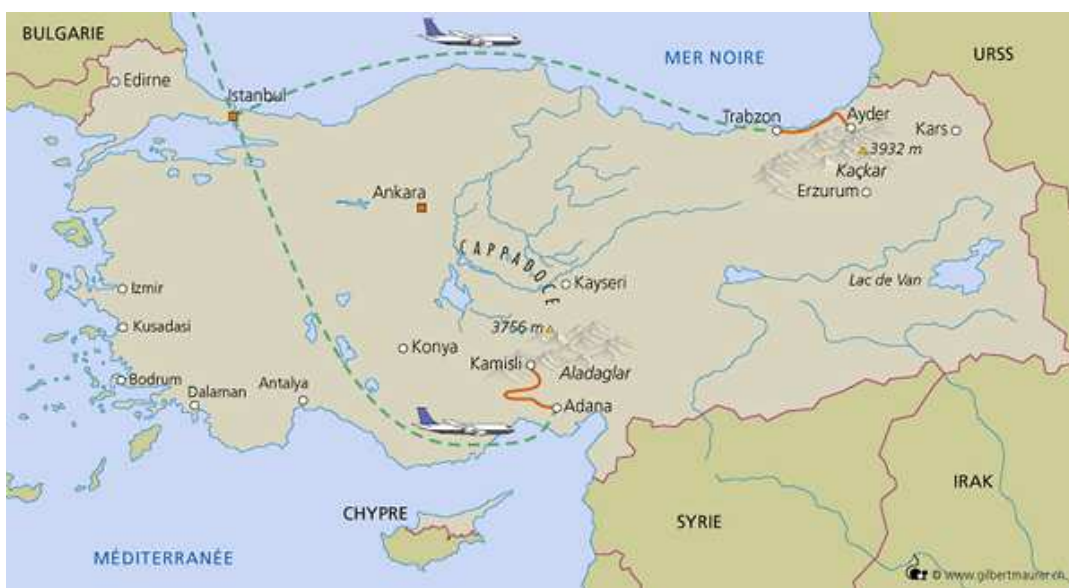 BULGARIE
Edirne
Istanbul
MER NOIRE
URSS
Trabzon
Ayder
Kars
3932 m
Kaçkar
Erzurum
Ankara
CAPPADOCE
Kayseri
Lac de Van
Izmir
Kusadasi
3756 m
Konya
Kamisli
Aladaglar
Bodrum
Dalaman
Antalya
Adana
CHYPRE
SYRIE
IRAK
MÉDITERRANÉE
© www.gilbertmaurer.ch